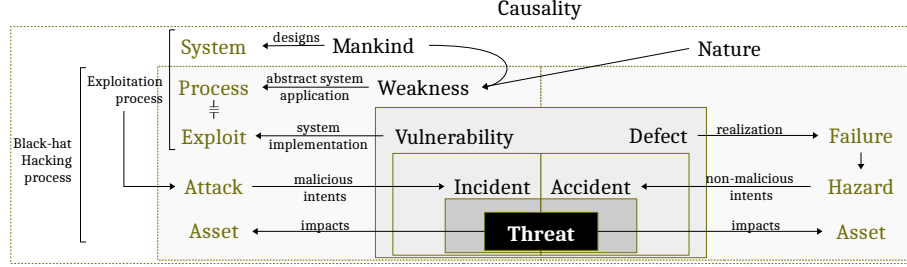 Causality
System
designs
Mankind
Nature
Exploitation
process
Process
abstract system
application
Weakness
Black-hat
Hacking
process
Exploit
system
implementation
Vulnerability
Defect
realization
Failure
Attack
malicious
intents
Incident
Accident
non-malicious
intents
Hazard
Asset
impacts
Threat
impacts
Asset